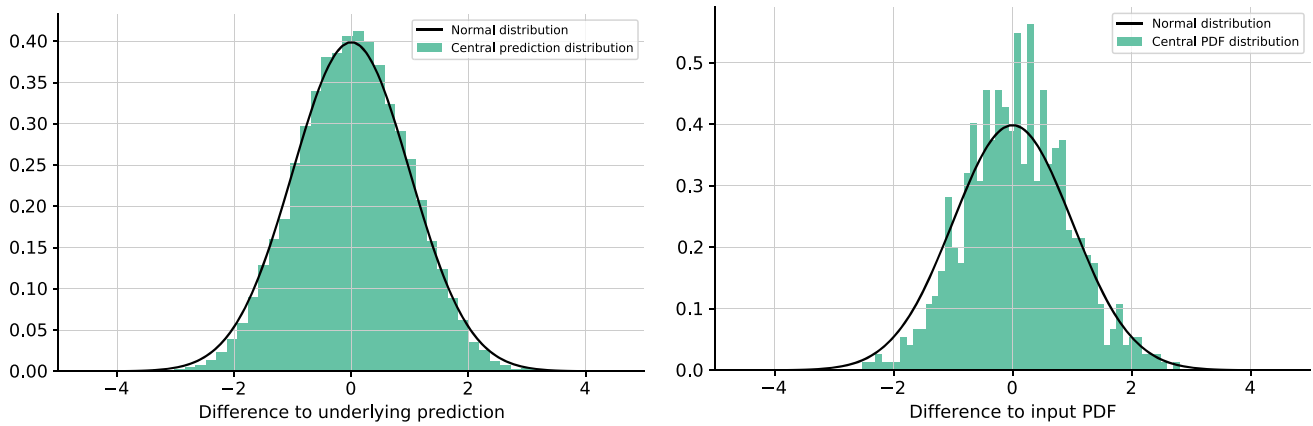 Normal distribution
Central prediction distribution
0.40
0.35
0.30
0.25
0.20
0.15
0.10
0.05
0.00
−4 −2 0 2 4
Difference to underlying prediction
Normal distribution
Central PDF distribution
0.5
0.4
0.3
0.2
0.1
0.0
−4 −2 0 2 4
Difference to input PDF